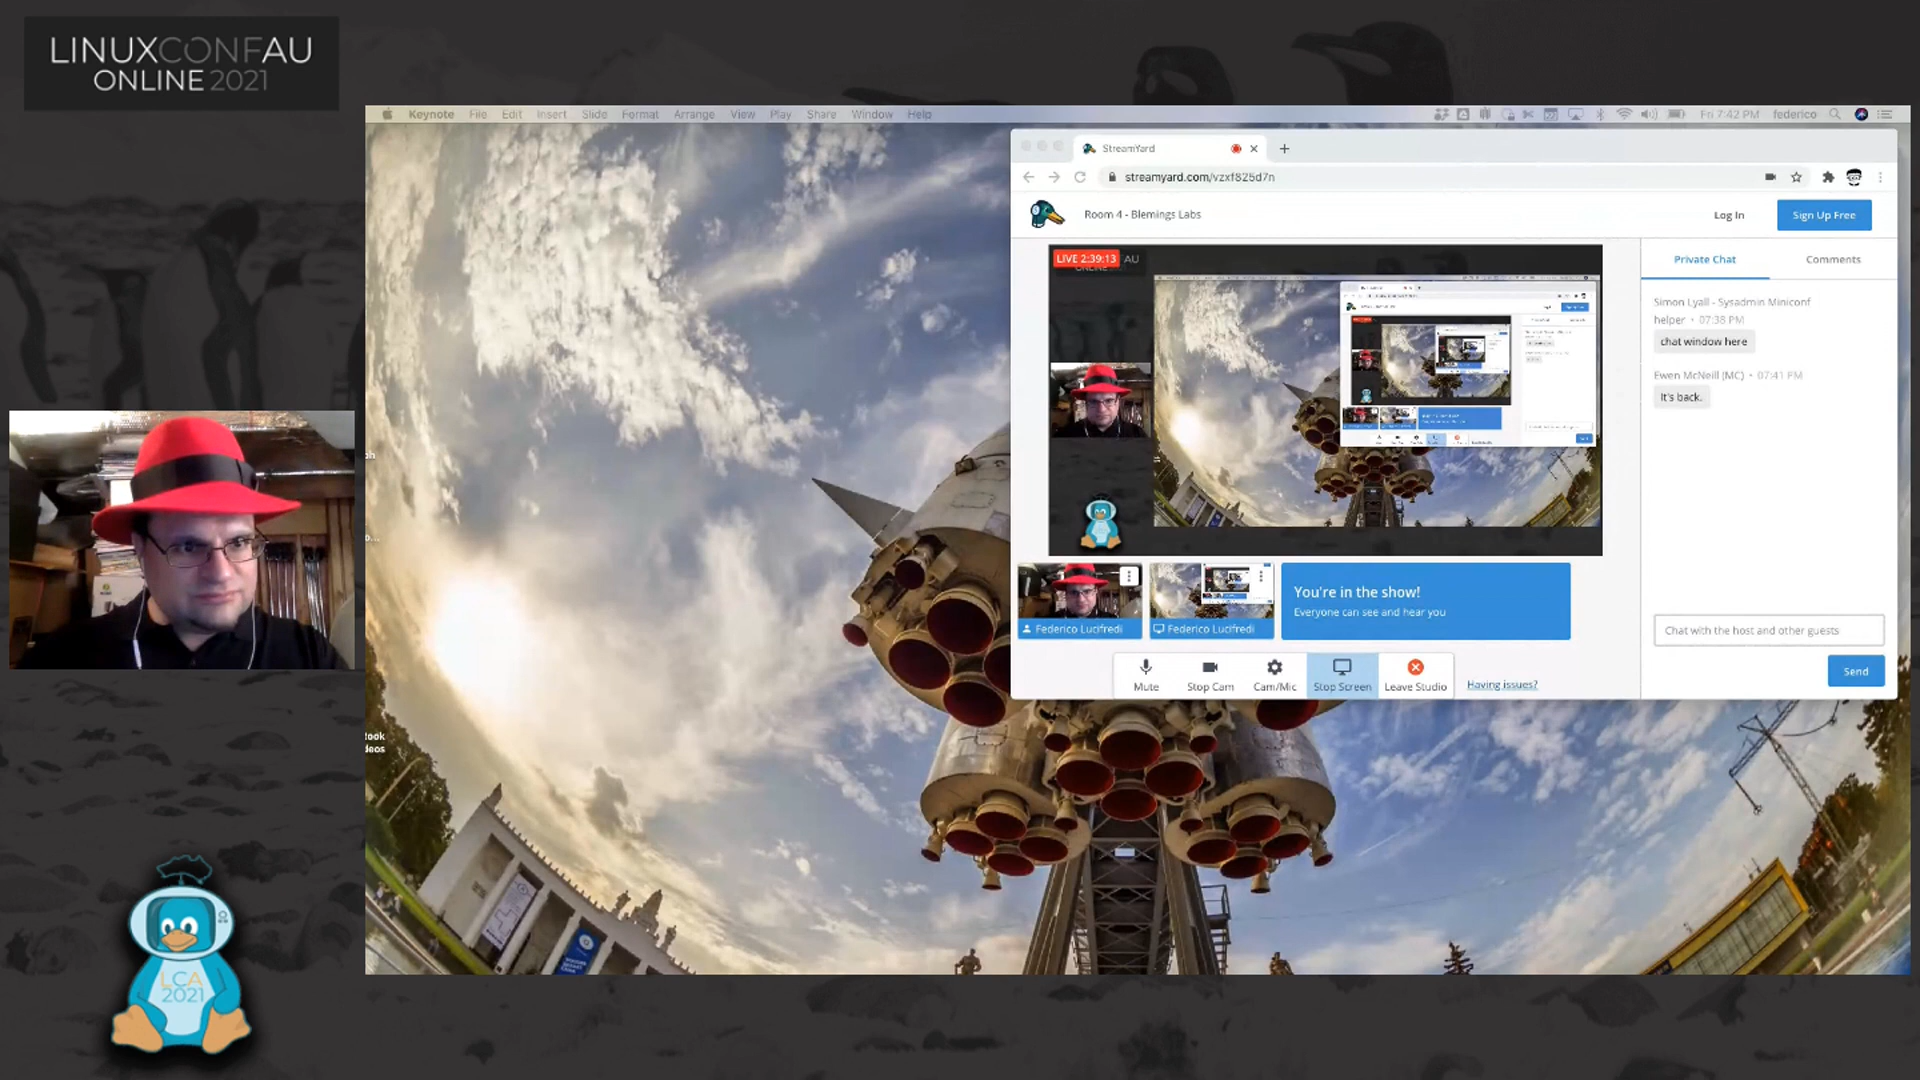 LINUXCONFAU
ONLINE 2021
Keynote File Edit Insert Slide Format Arrange View Play Share Window Help
Fri 7:42 PM federico
StreamYard
streamyard.com/vzxf825d7n
Room 4 - Blemings Labs
Log In
Sign Up Free
LIVE 2:39:13
AU
Private Chat
Comments
Simon Lyall - Sysadmin Miniconf
helper • 07:38 PM
chat window here
Ewen McNeill (MC) • 07:41 PM
It's back.
You're in the show!
Everyone can see and hear you
Federico Lucifredi
Federico Lucifredi
Chat with the host and other guests
Send
Mute
Stop Cam
Cam/Mic
Stop Screen
Leave Studio
Having issues?
LCA
2021